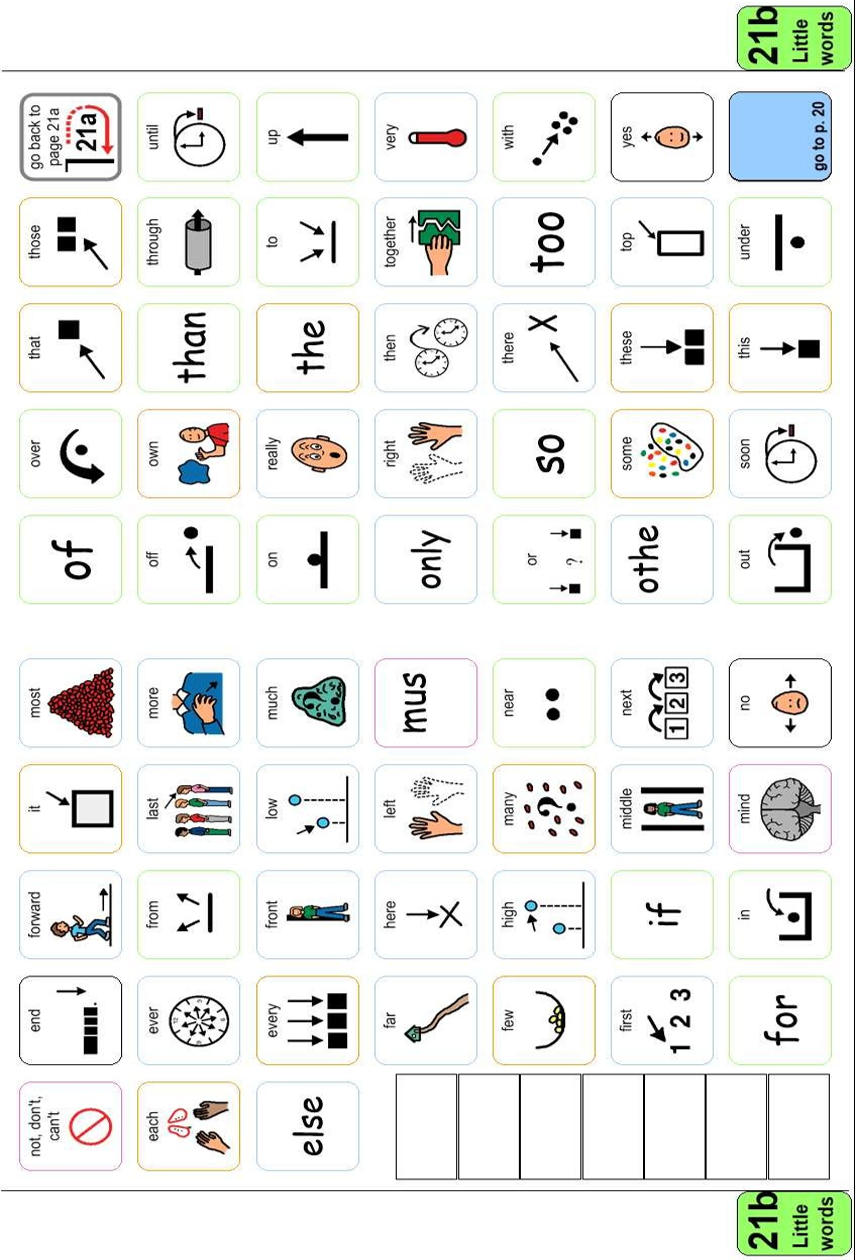 not, don't,
can't
end
forward
it
most
of
over
that
those
go back to
page 21a
21a
each
ever
from
last
more
off
own
than
through
until
else
every
front
low
much
on
really
the
to
up
far
here
left
mus
only
right
then
together
very
few
high
many
?
near
or
?
so
there
too
with
first
1 2 3
if
middle
next
1 2 3
othe
some
these
top
yes
for
in
mind
no
out
soon
this
under
go to p. 20
21b
Little
words
21b
Little
words